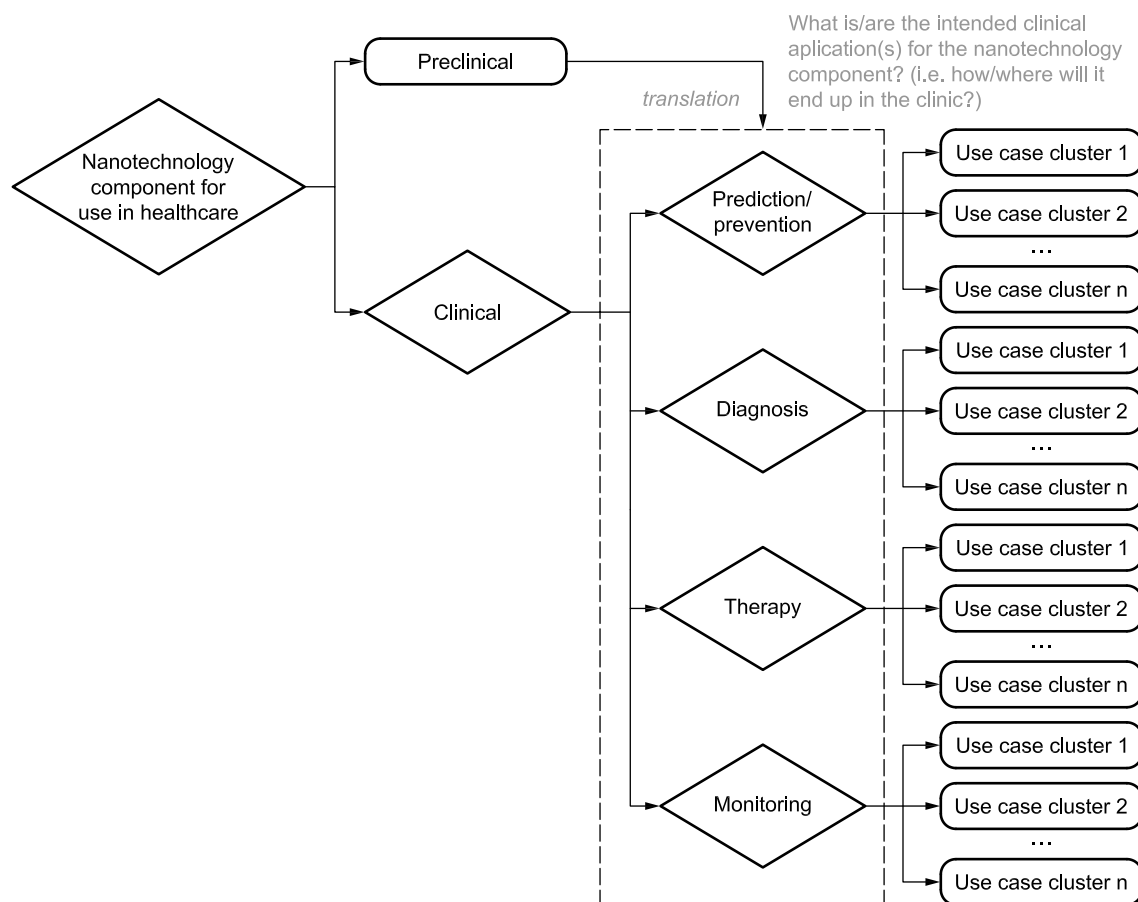 What is/are the intended clinical
aplication(s) for the nanotechnology
component? (i.e. how/where will it
end up in the clinic?)
Preclinical
translation
Nanotechnology
component for
use in healthcare
Clinical
Prediction/
prevention
Use case cluster 1
Use case cluster 2
...
Use case cluster n
Diagnosis
Use case cluster 1
Use case cluster 2
...
Use case cluster n
Therapy
Use case cluster 1
Use case cluster 2
...
Use case cluster n
Monitoring
Use case cluster 1
Use case cluster 2
...
Use case cluster n